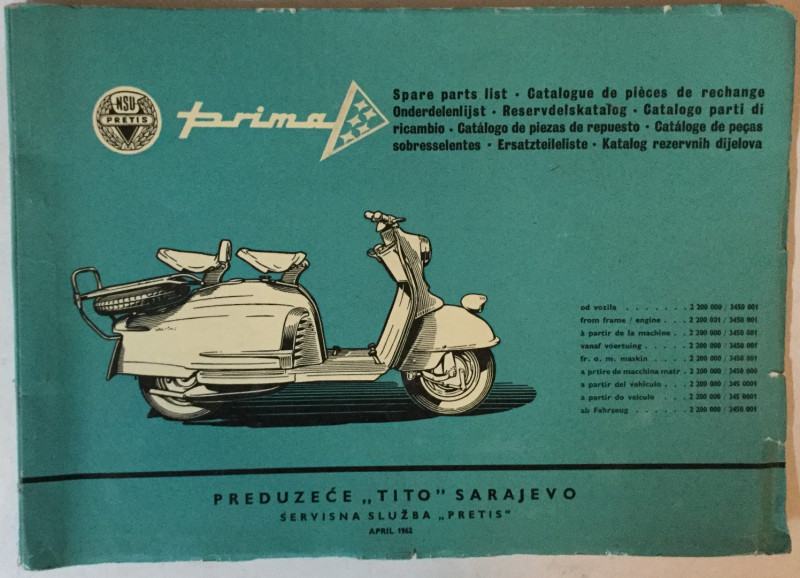 NSU
PRETIS
prima
Spare parts list · Catalogue de pièces de rechange
Onderdelenlijst · Reservdelskatalog · Catalogo parti di
ricambio · Catálogo de piezas de repuesto · Catáloge de peças
sobresselentes · Ersatzteileliste · Katalog rezervnih dijelova
od vozila . . . . . . . 2 200 000 / 3450 001
from frame / engine . . . 2 200 001 / 3450 001
à partir de la machine . . 2 200 000 / 3450 001
vanaf voertuing . . . . 2 200 000 / 3450 001
fr. o. m. maskin . . . . 2 200 000 / 3450 001
a prtire de macchina matr . 2 200 000 / 3450 000
a partir del vehiculo . . . 2 200 000 / 345 0001
a partir do veiculo . . . 2 200 000 / 345 0001
ab Fahrzeug . . . . . . 2 200 000 / 3450 001
PREDUZEĆE „TITO" SARAJEVO
SERVISNA SLUŽBA „PRETIS"
APRIL 1962